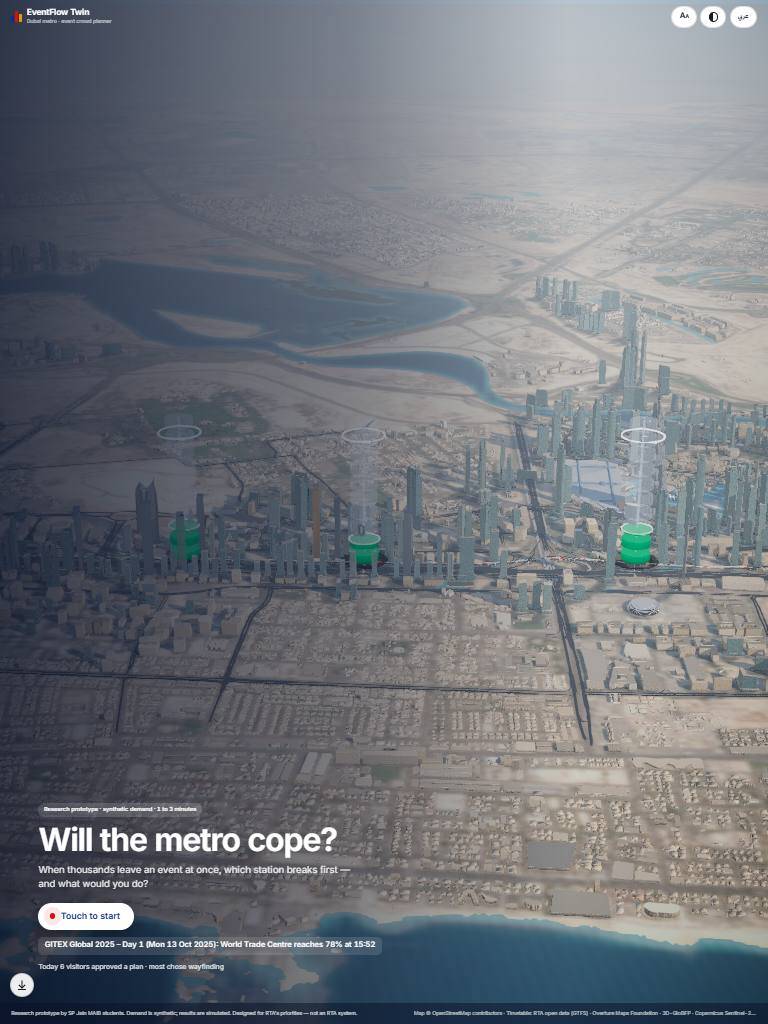 EventFlow Twin
Dubai metro · event crowd planner
AA
عربي
Research prototype · synthetic demand · 1 to 3 minutes
Will the metro cope?
When thousands leave an event at once, which station breaks first —
and what would you do?
Touch to start
GITEX Global 2025 – Day 1 (Mon 13 Oct 2025): World Trade Centre reaches 78% at 15:52
Today 6 visitors approved a plan · most chose wayfinding
Research prototype by SP Jain MAIB students. Demand is synthetic; results are simulated. Designed for RTA's priorities — not an RTA system.
Map © OpenStreetMap contributors · Timetable: RTA open data (GTFS) · Overture Maps Foundation · 3D-GloBFP · Copernicus Sentinel-2…